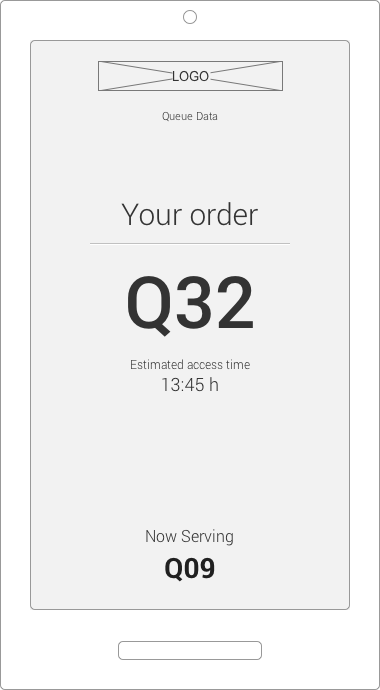 LOGO
Queue Data
Your order
Q32
Estimated access time
13:45 h
Now Serving
Q09